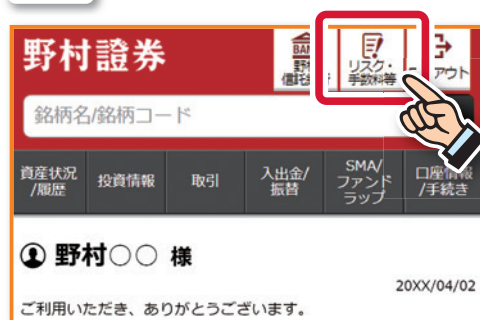 野村證券
BAN
野村
信託
リスク・
手数料等
アウト
銘柄名/銘柄コード
資産状況
/履歴
投資情報
取引
入出金/
振替
SMA/
ファンド
ラップ
口座情報
/手続き
野村○○ 様
20XX/04/02
ご利用いただき、ありがとうございます。